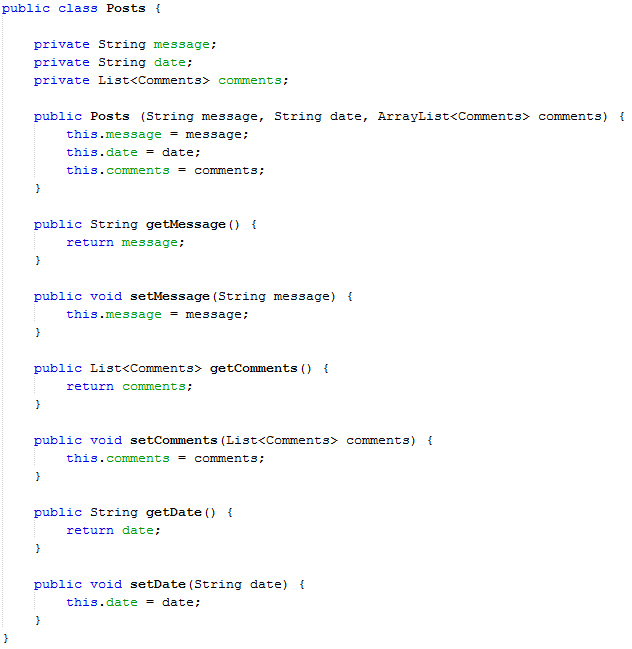 public class Posts {
private String message;
private String date;
private List<Comments> comments;
public Posts (String message, String date, ArrayList<Comments> comments) {
this.message = message;
this.date = date;
this.comments = comments;
}
public String getMessage() {
return message;
}
public void setMessage(String message) {
this.message = message;
}
public List<Comments> getComments() {
return comments;
}
public void setComments(List<Comments> comments) {
this.comments = comments;
}
public String getDate() {
return date;
}
public void setDate(String date) {
this.date = date;
}
}